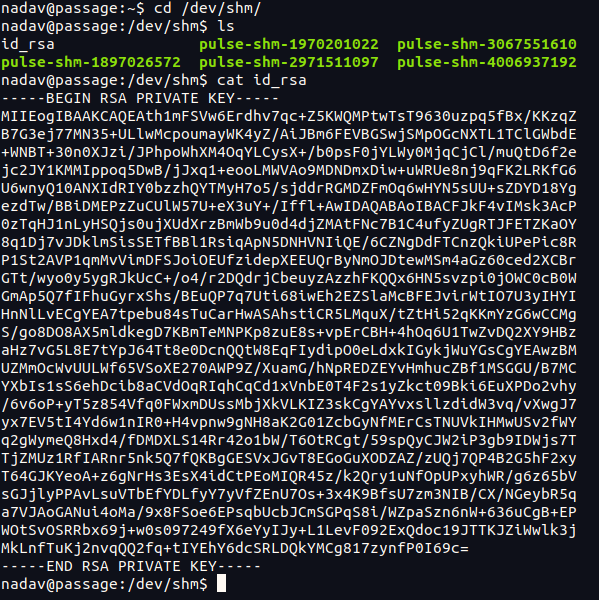 nadav@passage:~$ cd /dev/shm/
nadav@passage:/dev/shm$ ls
id_rsa pulse-shm-1970201022 pulse-shm-3067551610
pulse-shm-1897026572 pulse-shm-2971511097 pulse-shm-4006937192
nadav@passage:/dev/shm$ cat id_rsa
-----BEGIN RSA PRIVATE KEY-----
MIIEogIBAAKCAQEAth1mFSVw6Erdhv7qc+Z5KWQMPtwTsT9630uzpq5fBx/KKzqZ
B7G3ej77MN35+ULlwMcpoumayWK4yZ/AiJBm6FEVBGSwjSMpOGcNXTL1TClGWbdE
+WNBT+30n0XJzi/JPhpoWhXM4OqYLCysX+/b0psF0jYLWy0MjqCjCl/muQtD6f2e
jc2JY1KMMIppoq5DwB/jJxq1+eooLMWVAo9MDNDmxDiw+uWRUe8nj9qFK2LRKfG6
U6wnyQ10ANXIdRIY0bzzhQYTMyH7o5/sjddrRGMDZFmOq6wHYN5sUU+sZDYD18Yg
ezdTw/BBiDMEPzZuCUlW57U+eX3uY+/Iffl+AwIDAQABAoIBACFJkF4vIMsk3AcP
0zTqHJ1nLyHSQjs0ujXUdXrzBmWb9u0d4djZMAtFNc7B1C4ufyZUgRTJFETZKaOY
8q1Dj7vJDklmSisSETfBBl1RsiqApN5DNHVNIiQE/6CZNgDdFTCnzQkiUPePic8R
P1St2AVP1qmMvVimDFSJoiOEUfzidepXEEUQrByNmOJDtewMSm4aGz60ced2XCBr
GTt/wyo0y5ygRJkUcC+/o4/r2DQdrjCbeuyzAzzhFKQQx6HN5svzpi0jOWC0cB0W
GmAp5Q7fIFhuGyrxShs/BEuQP7q7Uti68iwEh2EZSlaMcBFEJvirWtIO7U3yIHYI
HnNlLvECgYEA7tpebu84sTuCarHwASAhstiCR5LMquX/tZtHi52qKKmYzG6wCCMg
S/go8DO8AX5mldkegD7KBmTeMNPKp8zuE8s+vpErCBH+4hOq6U1TwZvDQ2XY9HBz
aHz7vG5L8E7tYpJ64Tt8e0DcnQQtW8EqFIydipO0eLdxkIGykjWuYGsCgYEAwzBM
UZMmOcWvUULWf65VSoXE270AWP9Z/XuamG/hNpREDZEYvHmhucZBf1MSGGU/B7MC
YXbIs1sS6ehDcib8aCVdOqRIqhCqCd1xVnbE0T4F2s1yZkct09Bki6EuXPDo2vhy
/6v6oP+yT5z854Vfq0FWxmDUssMbjXkVLKIZ3skCgYAYvxsllzdidW3vq/vXwgJ7
yx7EV5tI4Yd6w1nIR0+H4vpnw9gNH8aK2G01ZcbGyNfMErCsTNUVkIHMwUSv2fWY
q2gWymeQ8Hxd4/fDMDXLS14Rr42o1bW/T6OtRCgt/59spQyCJW2iP3gb9IDWjs7T
TjZMUz1RfIARnr5nk5Q7fQKBgGESVxJGvT8EGoGuXODZAZ/zUQj7QP4B2G5hF2xy
T64GJKYeoA+z6gNrHs3EsX4idCtPEoMIQR45z/k2Qry1uNfOpUPxyhWR/g6z65bV
sGJjlyPPAvLsuVTbEfYDLfyY7yVfZEnU7Os+3x4K9BfsU7zm3NIB/CX/NGeybR5q
a7VJAoGANui4oMa/9x8FSoe6EPsqbUcbJCmSGPqS8i/WZpaSzn6nW+636uCgB+EP
WOtSvOSRRbx69j+w0s097249fX6eYyIJy+L1LevF092ExQdoc19JTTKJZiWwlk3j
MkLnfTuKj2nvqQQ2fq+tIYEhY6dcSRLDQkYMCg817zynfP0I69c=
-----END RSA PRIVATE KEY-----
nadav@passage:/dev/shm$